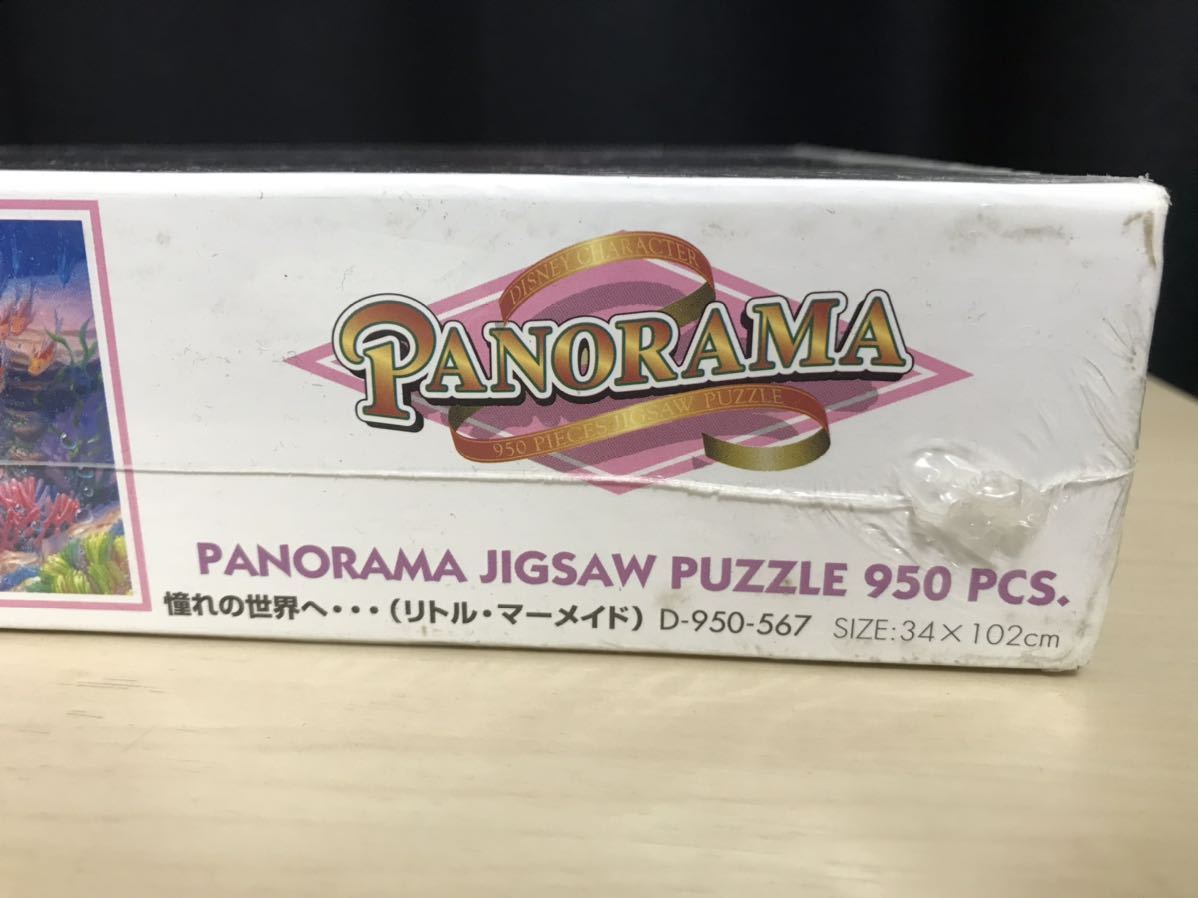 DISNEY CHARACTER
PANORAMA
950 PIECES JIGSAW PUZZLE
PANORAMA JIGSAW PUZZLE 950 PCS.
憧れの世界へ・・・(リトル・マーメイド) D-950-567 SIZE:34×102cm